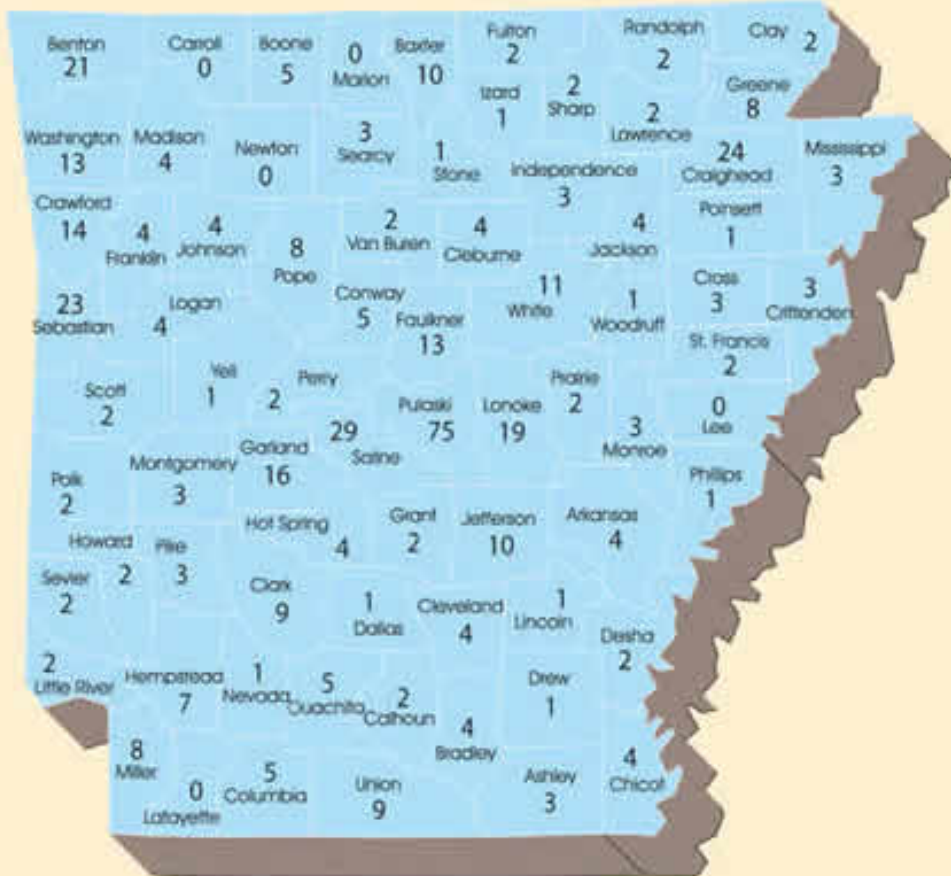 Benton
21
Carroll
0
Boone
5
0
Marion
Baxter
10
Fulton
2
Randolph
2
Clay 2
Izard
1
2
Sharp
2
Lawrence
Greene
8
Washington
13
Madison
4
Newton
0
3
Searcy
1
Stone
Independence
3
24
Craighead
Mississippi
3
Crawford
14
4
Franklin
4
Johnson
8
Pope
2
Van Buren
4
Cleburne
4
Jackson
Poinsett
1
23
Sebastian
Logan
4
Conway
5
Faulkner
13
11
White
1
Woodruff
Cross
3
3
Crittenden
St. Francis
2
Scott
2
Yell
1
Perry
2
29
Saline
Pulaski
75
Lonoke
19
Prairie
2
3
Monroe
0
Lee
Polk
2
Montgomery
3
Garland
16
Phillips
1
Hot Spring
4
Grant
2
Jefferson
10
Arkansas
4
Howard
2
Pike
3
Sevier
2
Clark
9
1
Dallas
Cleveland
4
1
Lincoln
Desha
2
2
Little River
Hempstead
7
1
Nevada
5
Ouachita
2
Calhoun
4
Bradley
Drew
1
8
Miller
0
Lafayette
5
Columbia
Union
9
Ashley
3
4
Chicot